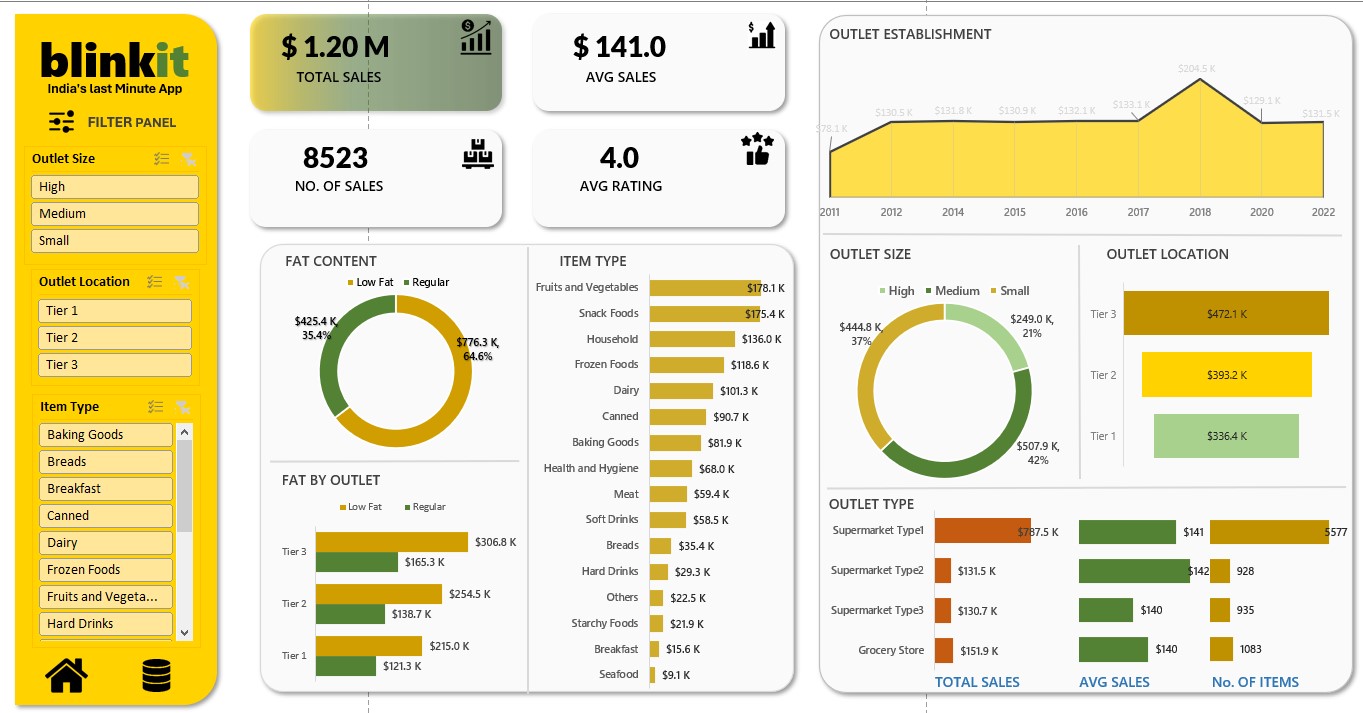 blinkit
India's last Minute App
FILTER PANEL
Outlet Size
High
Medium
Small
Outlet Location
Tier 1
Tier 2
Tier 3
Item Type
Baking Goods
Breads
Breakfast
Canned
Dairy
Frozen Foods
Fruits and Vegeta...
Hard Drinks
$ 1.20 M
TOTAL SALES
$ 141.0
AVG SALES
8523
NO. OF SALES
4.0
AVG RATING
FAT CONTENT
Low Fat Regular
$425.4 K,
35.4%
$776.3 K,
64.6%
FAT BY OUTLET
Low Fat Regular
Tier 3 $306.8 K
$165.3 K
Tier 2 $254.5 K
$138.7 K
Tier 1 $215.0 K
$121.3 K
ITEM TYPE
Fruits and Vegetables $178.1 K
Snack Foods $175.4 K
Household $136.0 K
Frozen Foods $118.6 K
Dairy $101.3 K
Canned $90.7 K
Baking Goods $81.9 K
Health and Hygiene $68.0 K
Meat $59.4 K
Soft Drinks $58.5 K
Breads $35.4 K
Hard Drinks $29.3 K
Others $22.5 K
Starchy Foods $21.9 K
Breakfast $15.6 K
Seafood $9.1 K
OUTLET ESTABLISHMENT
$78.1 K $130.5 K $131.8 K $130.9 K $132.1 K $133.1 K $204.5 K $129.1 K $131.5 K
2011 2012 2014 2015 2016 2017 2018 2020 2022
OUTLET SIZE
High Medium Small
$444.8 K,
37%
$249.0 K,
21%
$507.9 K,
42%
OUTLET LOCATION
Tier 3 $472.1 K
Tier 2 $393.2 K
Tier 1 $336.4 K
OUTLET TYPE
Supermarket Type1 $787.5 K $141 5577
Supermarket Type2 $131.5 K $142 928
Supermarket Type3 $130.7 K $140 935
Grocery Store $151.9 K $140 1083
TOTAL SALES AVG SALES No. OF ITEMS